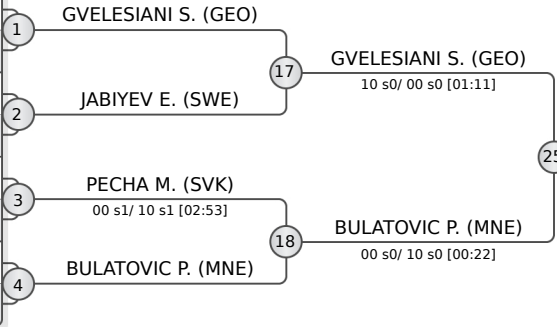 1
GVELESIANI S. (GEO)
17
GVELESIANI S. (GEO)
10 s0/ 00 s0 [01:11]
2
JABIYEV E. (SWE)
25
3
PECHA M. (SVK)
00 s1/ 10 s1 [02:53]
18
BULATOVIC P. (MNE)
00 s0/ 10 s0 [00:22]
4
BULATOVIC P. (MNE)